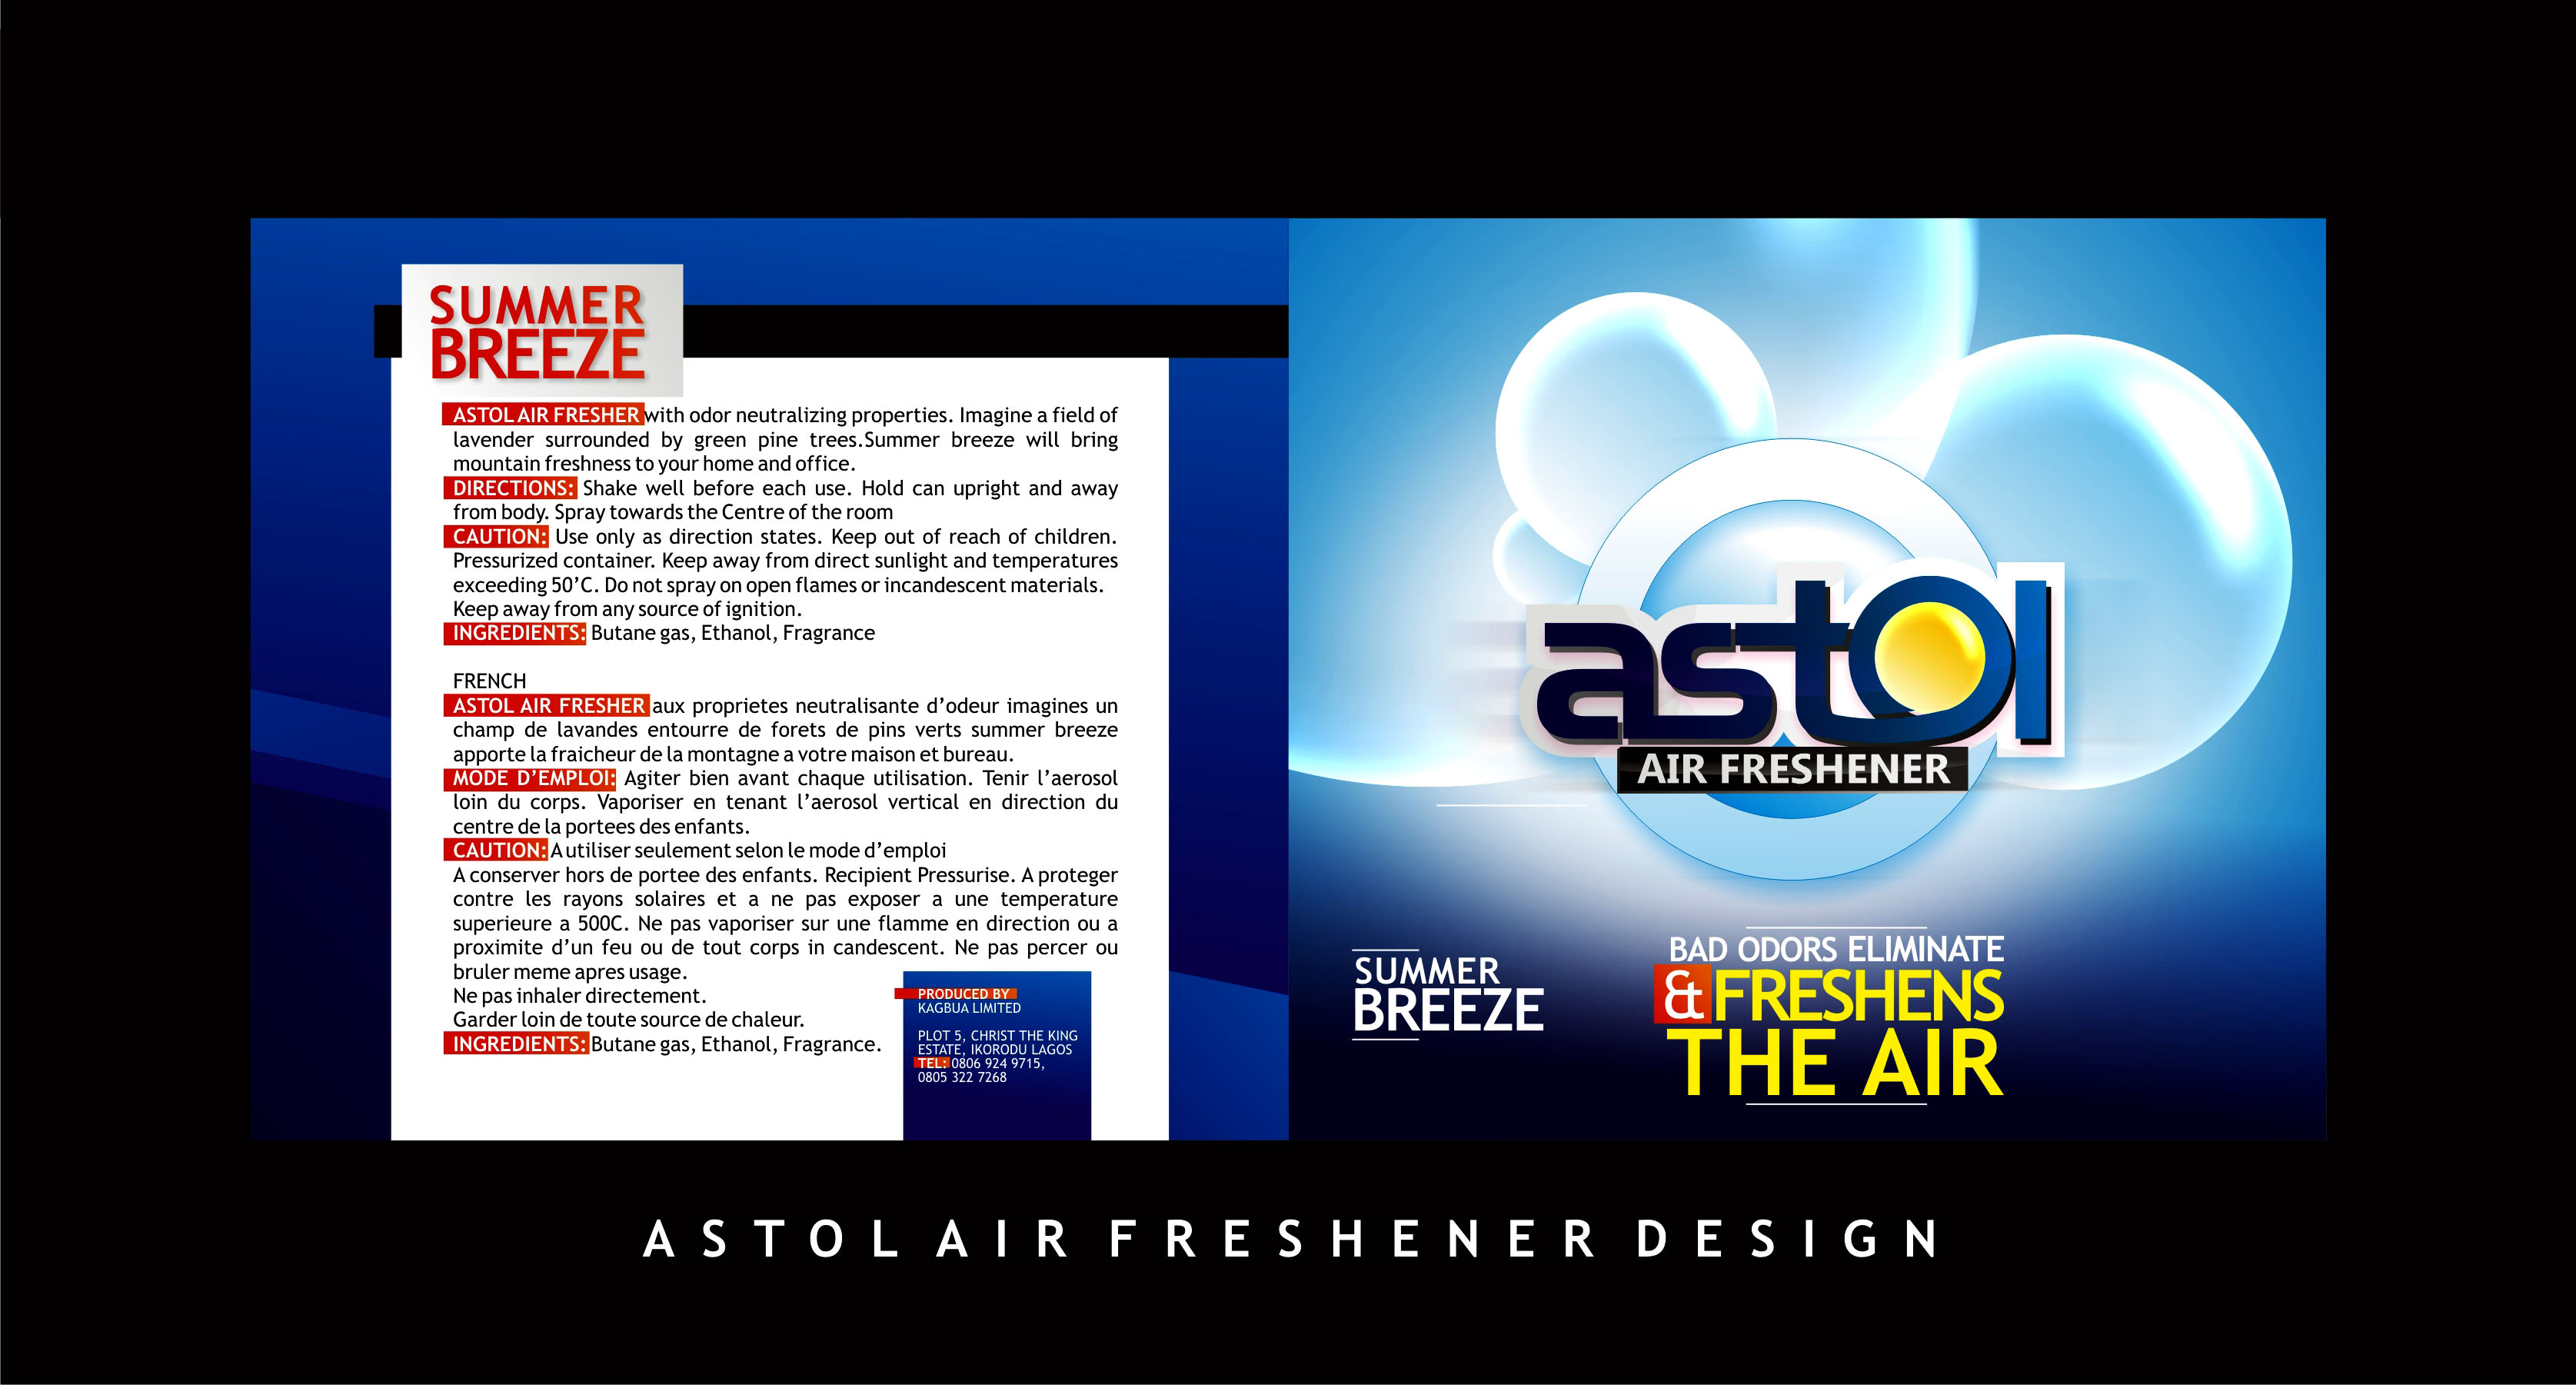 SUMMER
BREEZE
ASTOL AIR FRESHER with odor neutralizing properties. Imagine a field of
lavender surrounded by green pine trees.Summer breeze will bring
mountain freshness to your home and office.
DIRECTIONS: Shake well before each use. Hold can upright and away
from body. Spray towards the Centre of the room
CAUTION: Use only as direction states. Keep out of reach of children.
Pressurized container. Keep away from direct sunlight and temperatures
exceeding 50’C. Do not spray on open flames or incandescent materials.
Keep away from any source of ignition.
INGREDIENTS: Butane gas, Ethanol, Fragrance
FRENCH
ASTOL AIR FRESHER aux proprietes neutralisante d’odeur imagines un
champ de lavandes entourre de forets de pins verts summer breeze
apporte la fraicheur de la montagne a votre maison et bureau.
MODE D’EMPLOI: Agiter bien avant chaque utilisation. Tenir l’aerosol
loin du corps. Vaporiser en tenant l’aerosol vertical en direction du
centre de la portees des enfants.
CAUTION: A utiliser seulement selon le mode d’emploi
A conserver hors de portee des enfants. Recipient Pressurise. A proteger
contre les rayons solaires et a ne pas exposer a une temperature
superieure a 500C. Ne pas vaporiser sur une flamme en direction ou a
proximite d’un feu ou de tout corps in candescent. Ne pas percer ou
bruler meme apres usage.
Ne pas inhaler directement.
Garder loin de toute source de chaleur.
INGREDIENTS: Butane gas, Ethanol, Fragrance.
PRODUCED BY
KAGBUA LIMITED
PLOT 5, CHRIST THE KING
ESTATE, IKORODU LAGOS
TEL: 0806 924 9715,
0805 322 7268
astol
AIR FRESHENER
SUMMER
BREEZE
BAD ODORS ELIMINATE
& FRESHENS
THE AIR
ASTOL AIR FRESHENER DESIGN